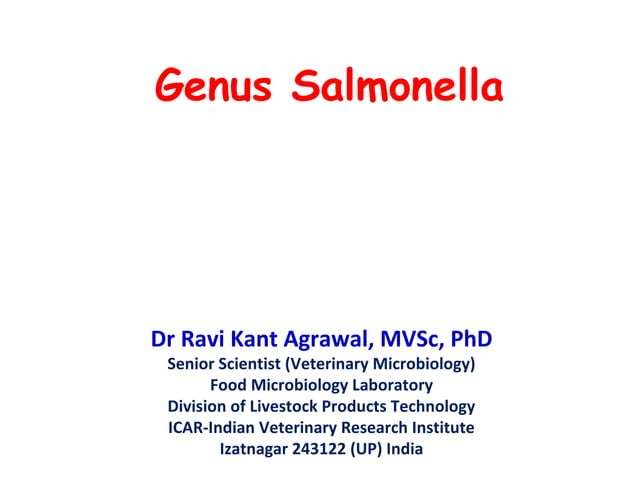 Genus Salmonella
Dr Ravi Kant Agrawal, MVSc, PhD
Senior Scientist (Veterinary Microbiology)
Food Microbiology Laboratory
Division of Livestock Products Technology
ICAR-Indian Veterinary Research Institute
Izatnagar 243122 (UP) India